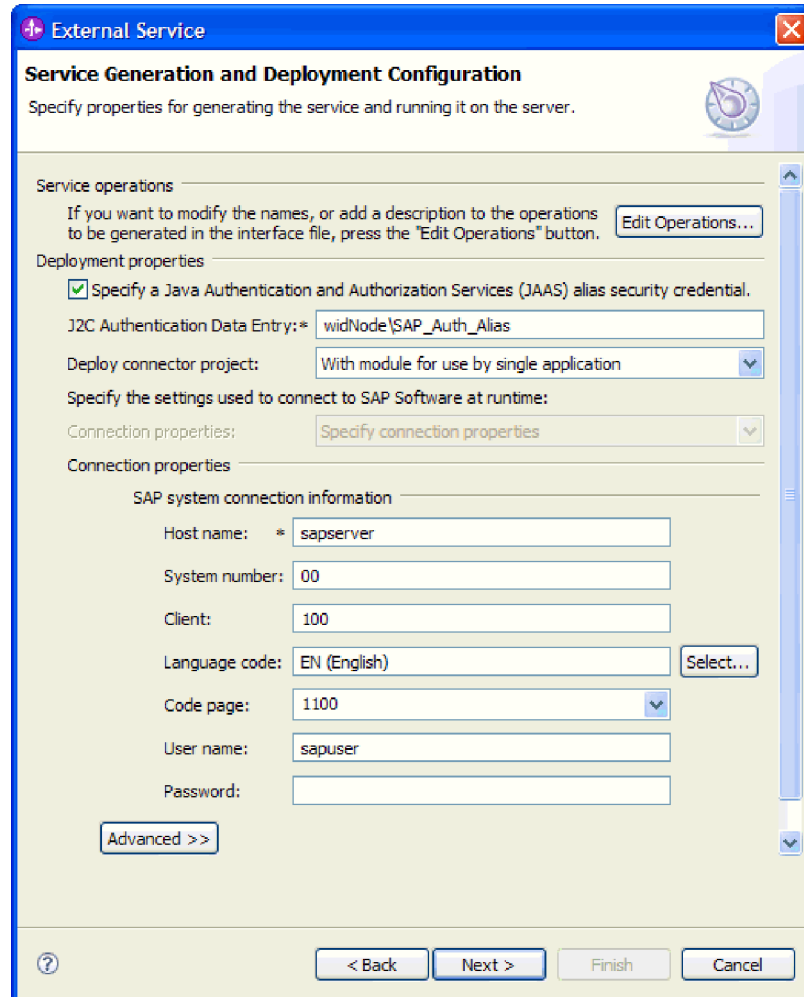 External Service
Service Generation and Deployment Configuration
Specify properties for generating the service and running it on the server.
Service operations
If you want to modify the names, or add a description to the operations
to be generated in the interface file, press the "Edit Operations" button.
Edit Operations...
Deployment properties
Specify a Java Authentication and Authorization Services (JAAS) alias security credential.
J2C Authentication Data Entry:* widNode\SAP_Auth_Alias
Deploy connector project: With module for use by single application
Specify the settings used to connect to SAP Software at runtime:
Connection properties: Specify connection properties
Connection properties
SAP system connection information
Host name: * sapserver
System number: 00
Client: 100
Language code: EN (English) Select...
Code page: 1100
User name: sapuser
Password:
Advanced >>
? < Back Next > Finish Cancel